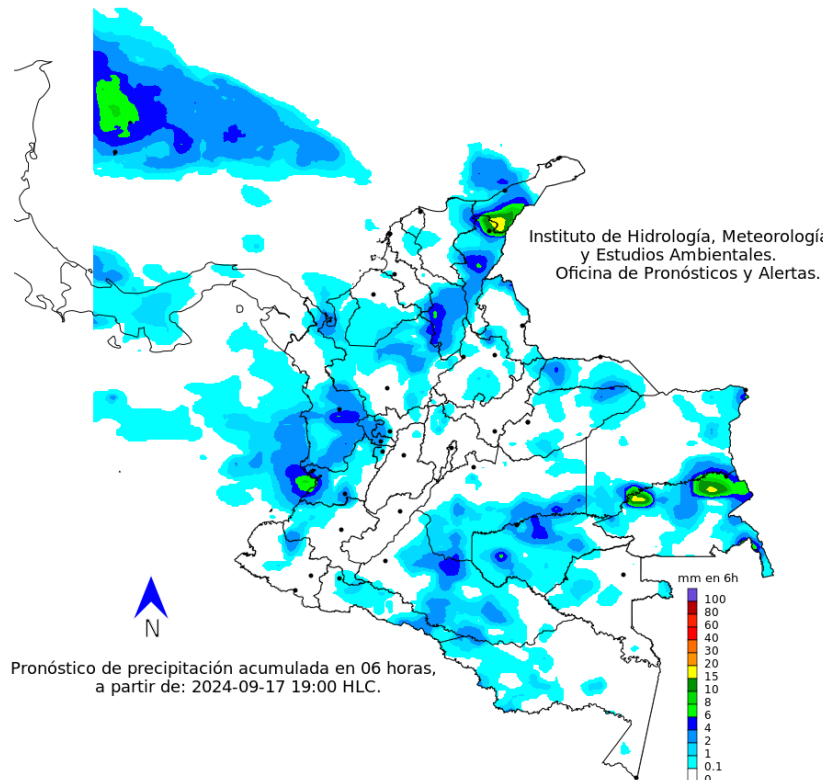 Instituto de Hidrología, Meteorología
y Estudios Ambientales.
Oficina de Pronósticos y Alertas.
mm en 6h
100
80
60
40
30
20
15
10
8
6
4
2
1
0.1
0
N
Pronóstico de precipitación acumulada en 06 horas,
a partir de: 2024-09-17 19:00 HLC.